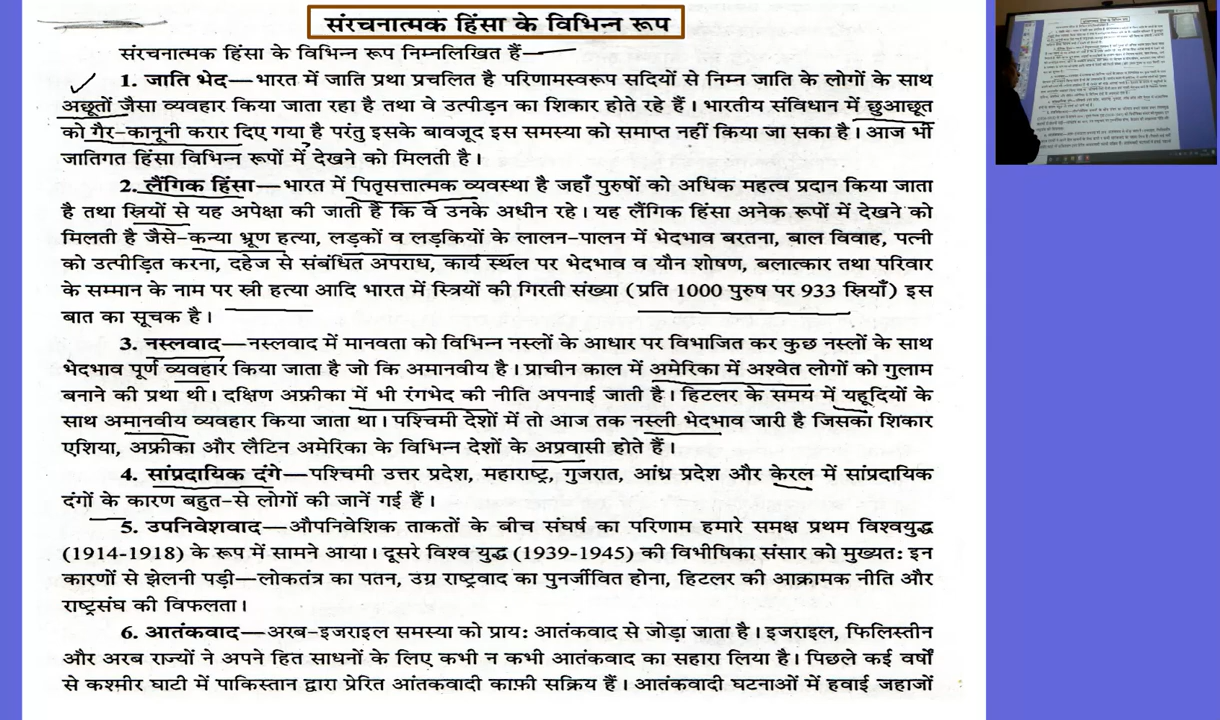 संरचनात्मक हिंसा के विभिन्न रूप
संरचनात्मक हिंसा के विभिन्न रूप निम्नलिखित हैं—
1. जाति भेद—भारत में जाति प्रथा प्रचलित है परिणामस्वरूप सदियों से निम्न जाति के लोगों के साथ
अछूतों जैसा व्यवहार किया जाता रहा है तथा वे उत्पीड़न का शिकार होते रहे हैं। भारतीय संविधान में छुआछूत
को गैर-कानूनी करार दिए गया है परंतु इसके बावजूद इस समस्या को समाप्त नहीं किया जा सका है। आज भी
जातिगत हिंसा विभिन्न रूपों में देखने को मिलती है।
2. लैंगिक हिंसा—भारत में पितृसत्तात्मक व्यवस्था है जहाँ पुरुषों को अधिक महत्व प्रदान किया जाता
है तथा स्त्रियों से यह अपेक्षा की जाती है कि वे उनके अधीन रहे। यह लैंगिक हिंसा अनेक रूपों में देखने को
मिलती है जैसे-कन्या भ्रूण हत्या, लड़कों व लड़कियों के लालन-पालन में भेदभाव बरतना, बाल विवाह, पत्नी
को उत्पीड़ित करना, दहेज से संबंधित अपराध, कार्य स्थल पर भेदभाव व यौन शोषण, बलात्कार तथा परिवार
के सम्मान के नाम पर स्त्री हत्या आदि भारत में स्त्रियों की गिरती संख्या (प्रति 1000 पुरुष पर 933 स्त्रियाँ) इस
बात का सूचक है।
3. नस्लवाद—नस्लवाद में मानवता को विभिन्न नस्लों के आधार पर विभाजित कर कुछ नस्लों के साथ
भेदभाव पूर्ण व्यवहार किया जाता है जो कि अमानवीय है। प्राचीन काल में अमेरिका में अश्वेत लोगों को गुलाम
बनाने की प्रथा थी। दक्षिण अफ्रीका में भी रंगभेद की नीति अपनाई जाती है। हिटलर के समय में यहूदियों के
साथ अमानवीय व्यवहार किया जाता था। पश्चिमी देशों में तो आज तक नस्ली भेदभाव जारी है जिसका शिकार
एशिया, अफ्रीका और लैटिन अमेरिका के विभिन्न देशों के अप्रवासी होते हैं।
4. सांप्रदायिक दंगे—पश्चिमी उत्तर प्रदेश, महाराष्ट्र, गुजरात, आंध्र प्रदेश और केरल में सांप्रदायिक
दंगों के कारण बहुत-से लोगों की जानें गई हैं।
5. उपनिवेशवाद—औपनिवेशिक ताकतों के बीच संघर्ष का परिणाम हमारे समक्ष प्रथम विश्वयुद्ध
(1914-1918) के रूप में सामने आया। दूसरे विश्व युद्ध (1939-1945) की विभीषिका संसार को मुख्यत: इन
कारणों से झेलनी पड़ी—लोकतंत्र का पतन, उग्र राष्ट्रवाद का पुनर्जीवित होना, हिटलर की आक्रामक नीति और
राष्ट्रसंघ की विफलता।
6. आतंकवाद—अरब-इजराइल समस्या को प्राय: आतंकवाद से जोड़ा जाता है। इजराइल, फिलिस्तीन
और अरब राज्यों ने अपने हित साधनों के लिए कभी न कभी आतंकवाद का सहारा लिया है। पिछले कई वर्षों
से कश्मीर घाटी में पाकिस्तान द्वारा प्रेरित आंतकवादी काफ़ी सक्रिय हैं। आतंकवादी घटनाओं में हवाई जहाजों